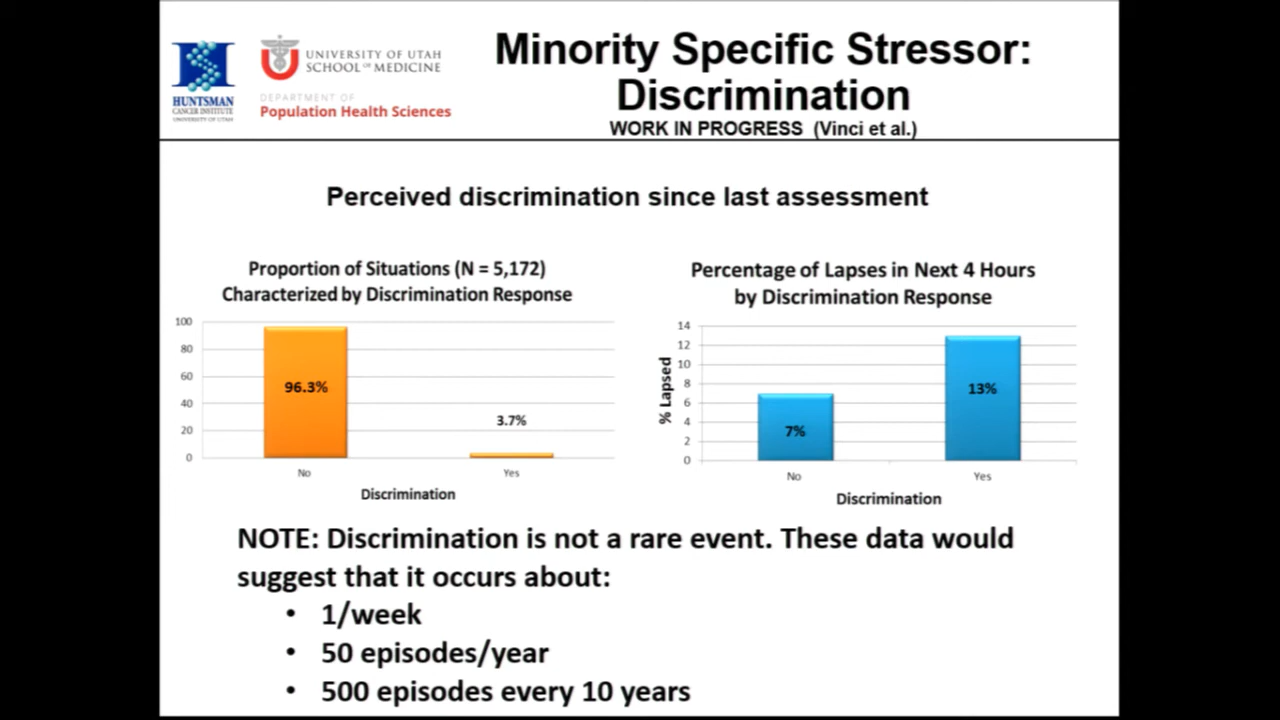 HUNTSMAN
CANCER INSTITUTE
UNIVERSITY OF UTAH
UNIVERSITY OF UTAH
SCHOOL OF MEDICINE
DEPARTMENT OF
Population Health Sciences
Minority Specific Stressor:
Discrimination
WORK IN PROGRESS (Vinci et al.)
Perceived discrimination since last assessment
Proportion of Situations (N = 5,172)
Characterized by Discrimination Response
100
80
60
40
20
0
96.3%
3.7%
No
Yes
Discrimination
Percentage of Lapses in Next 4 Hours
by Discrimination Response
% Lapsed
14
12
10
8
6
4
2
0
7%
13%
No
Yes
Discrimination
NOTE: Discrimination is not a rare event. These data would
suggest that it occurs about:
• 1/week
• 50 episodes/year
• 500 episodes every 10 years